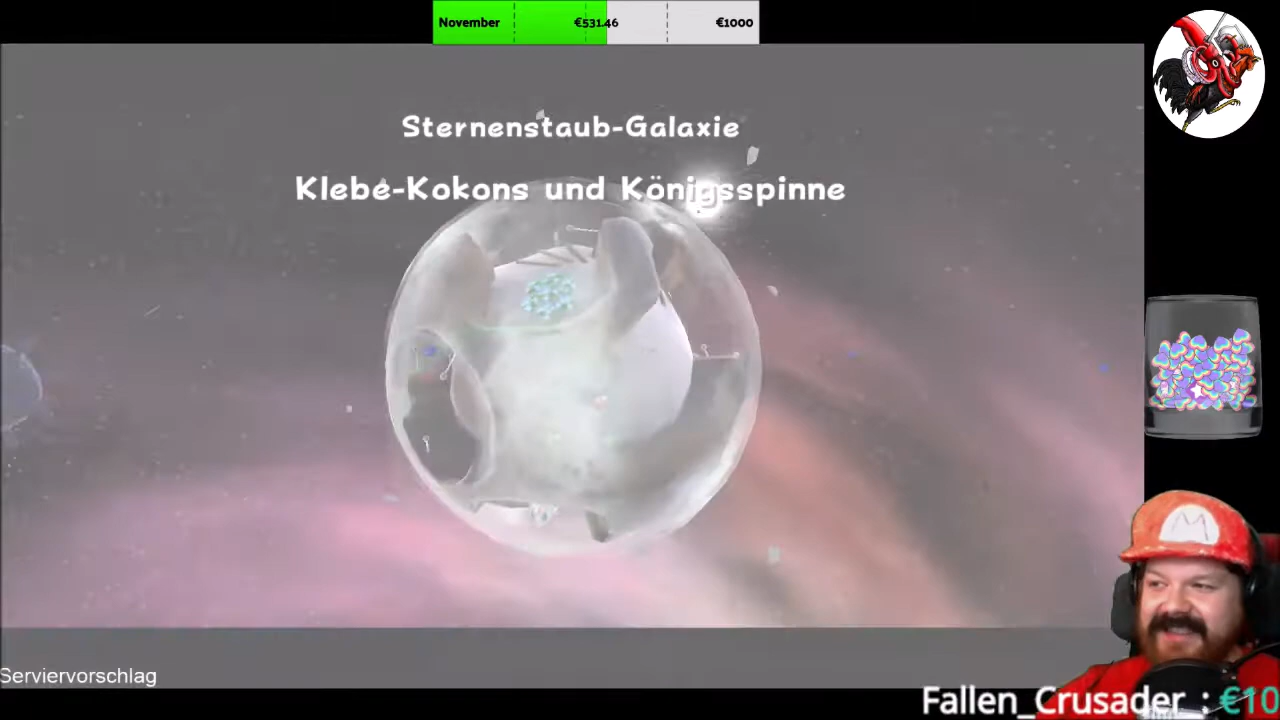 November €531.46 €1000
Sternenstaub-Galaxie
Klebe-Kokons und Königsspinne
M
Serviervorschlag
Fallen_Crusader : €10